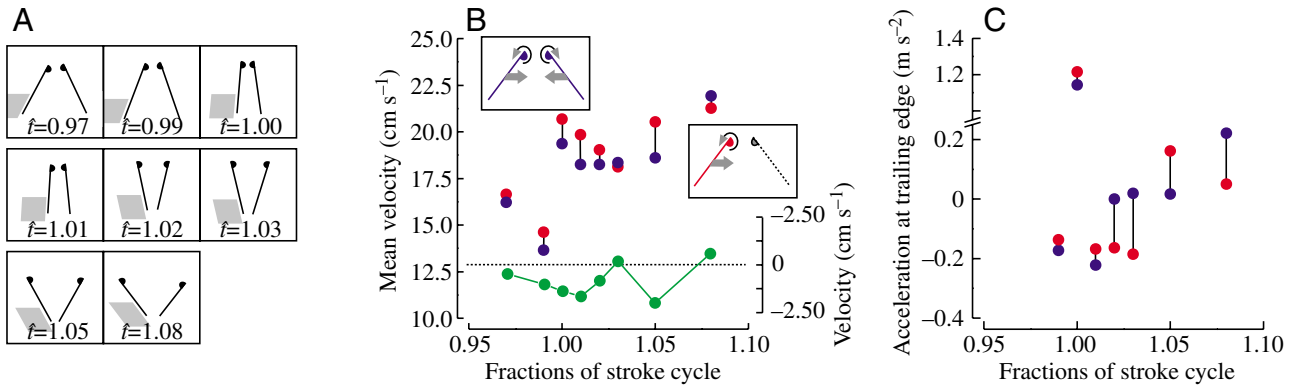 A
t̂=0.97
t̂=0.99
t̂=1.00
t̂=1.01
t̂=1.02
t̂=1.03
t̂=1.05
t̂=1.08
B
Mean velocity (cm s⁻¹)
25.0
22.5
20.0
17.5
15.0
12.5
10.0
–2.50
0
–2.50
Velocity (cm s⁻¹)
0.95
1.00
1.05
1.10
Fractions of stroke cycle
C
Acceleration at trailing edge (m s⁻²)
1.4
1.2
0.2
0
–0.2
–0.4
0.95
1.00
1.05
1.10
Fractions of stroke cycle